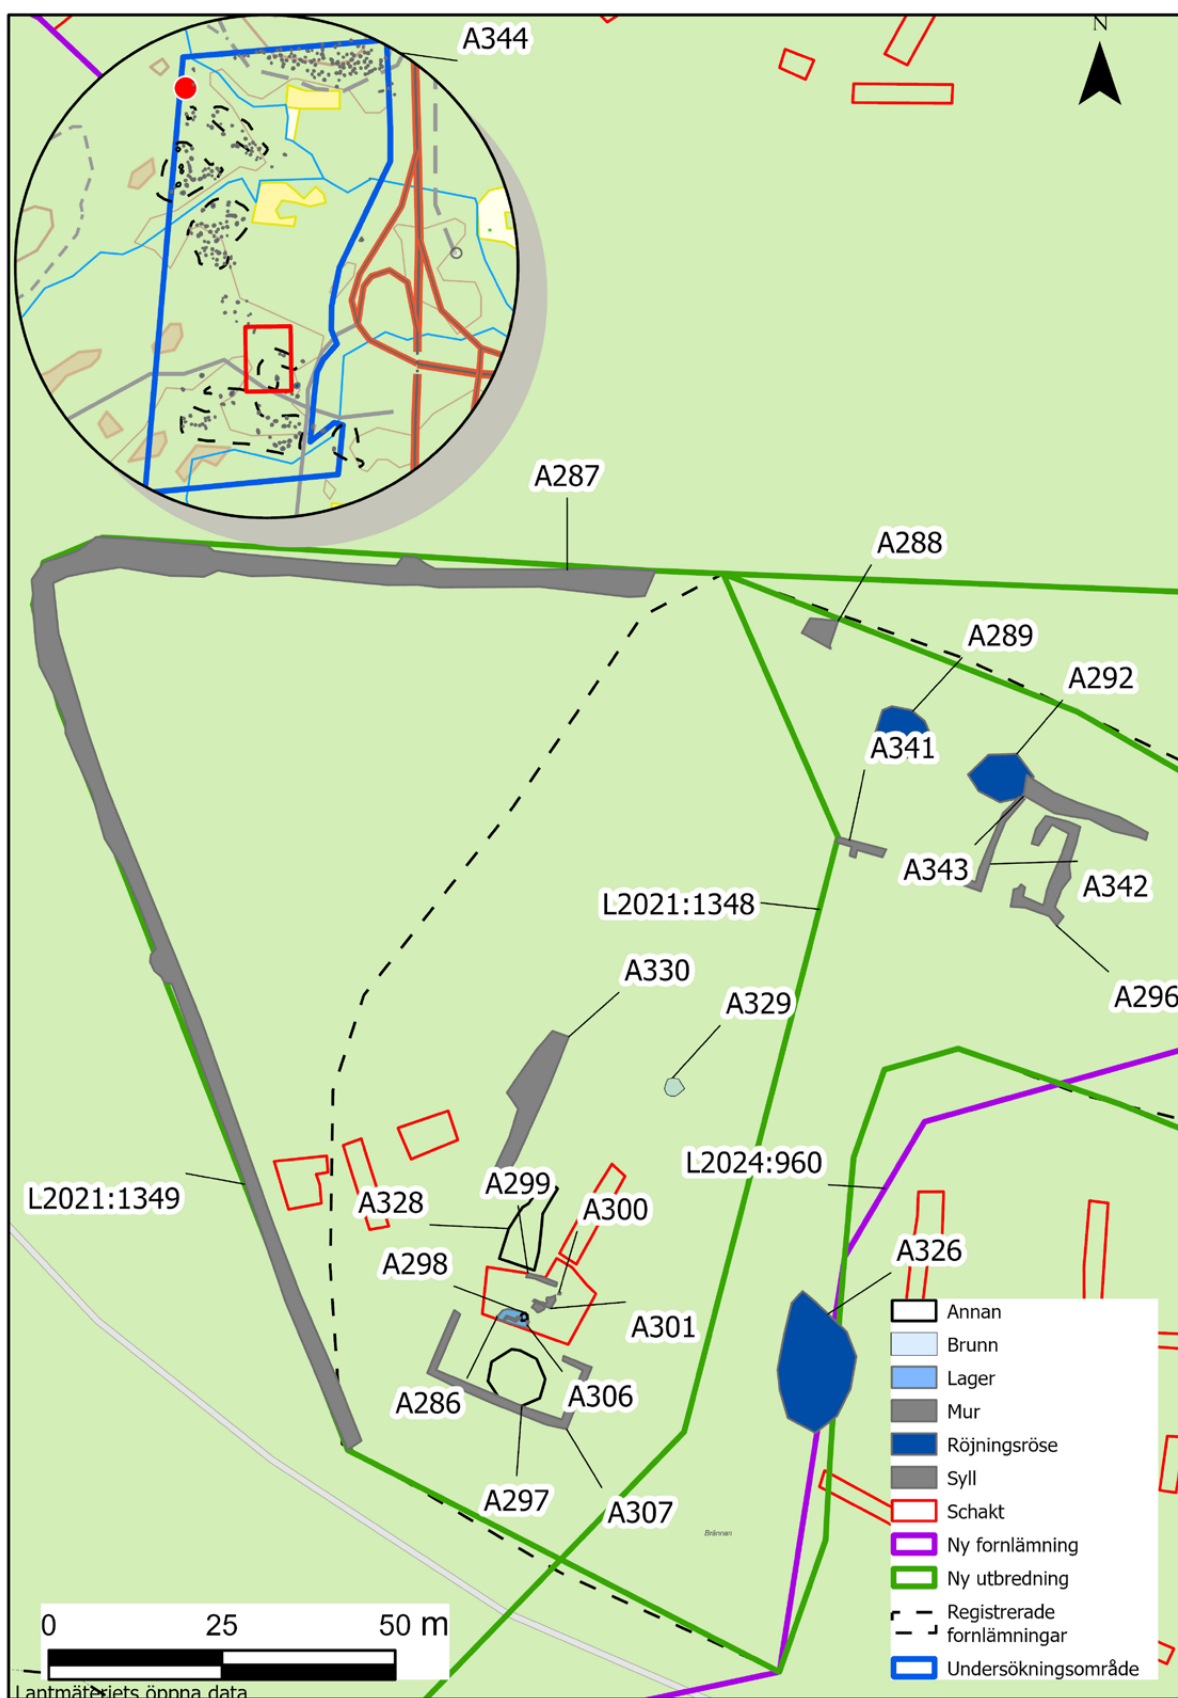 A344
N
A287
A288
A289
A292
A341
A343
A342
L2021:1348
A296
A330
A329
L2024:960
L2021:1349
A299
A328
A300
A298
A326
A301
A286
A306
A297
A307
Brännan
Annan
Brunn
Lager
Mur
Röjningsröse
Syll
Schakt
Ny fornlämning
Ny utbredning
Registrerade
fornlämningar
Undersökningsområde
0 25 50 m
Lantmäteriets öppna data